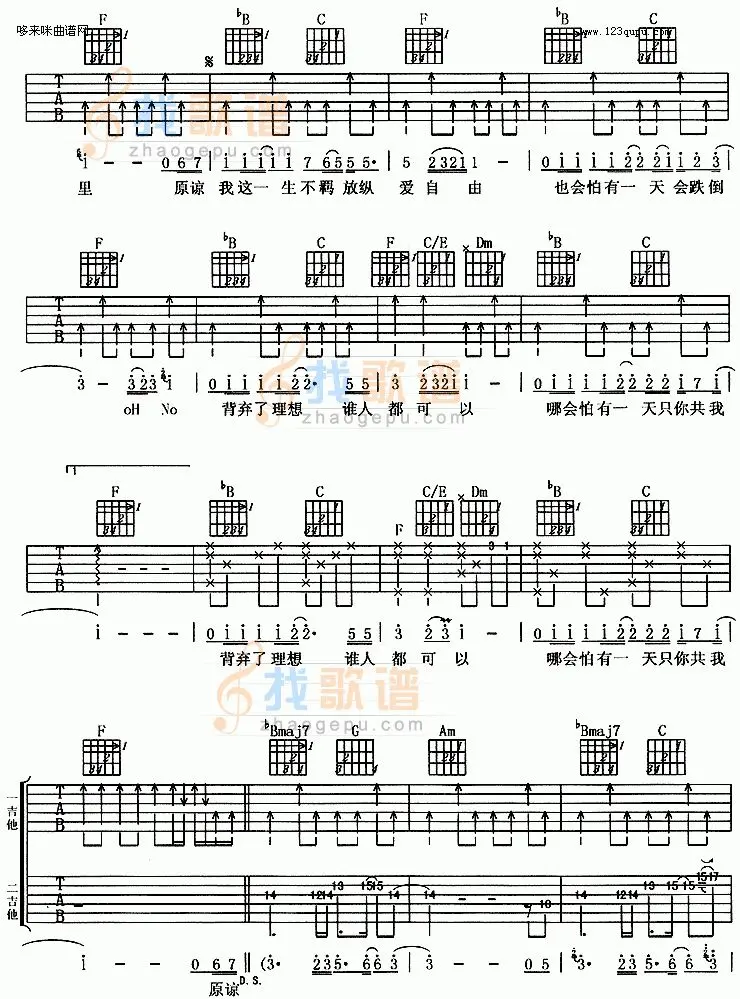 哆来咪曲谱网
www.123qupu.com
F ♭B C F ♭B C
找歌谱
zhaogepu.com
T A B
i — — 0 6 7 | i i i i i 7 6 5 5 5· | 5 2 3 2 1 1 — | 0 i i i i 2 2 2 2 i i 2 3
里 原谅 我这一 生不羁 放纵 爱 自 由 也会怕有一 天 会跌倒
F ♭B C F C/E Dm ♭B C
T A B
找歌谱
zhaogepu.com
3 — 3 2 3 i | 0 i i i i 2 2· 5 5 | 3 2 3 2 i i — | 0 i i i i 2 2 2 2 i 7 i
oH No 背弃了理想 谁人 都 可 以 哪会怕有一 天只你共我
1
F ♭B C F C/E Dm ♭B C
T A B
3 1
i — — — | 0 i i i i 2 2· 5 5 | 3 2 3 i — | 0 i i i i 2 2 2 2 i 7 i
背弃了理想 谁人 都 可 以 哪会怕有一 天只你共我
找歌谱
zhaogepu.com
F ♭Bmaj7 G Am ♭Bmaj7 C
一吉他
T A B
二吉他
T A B
14 12 14 13 15 15 14 14 — — 14 12 14 13 15 15 15 17
i — — 0 6 7 (3· 2 3 5· 6 6 3 | 3 — — 0 5 | 3· 2 3 5· 6 6 3
原谅 D.S.